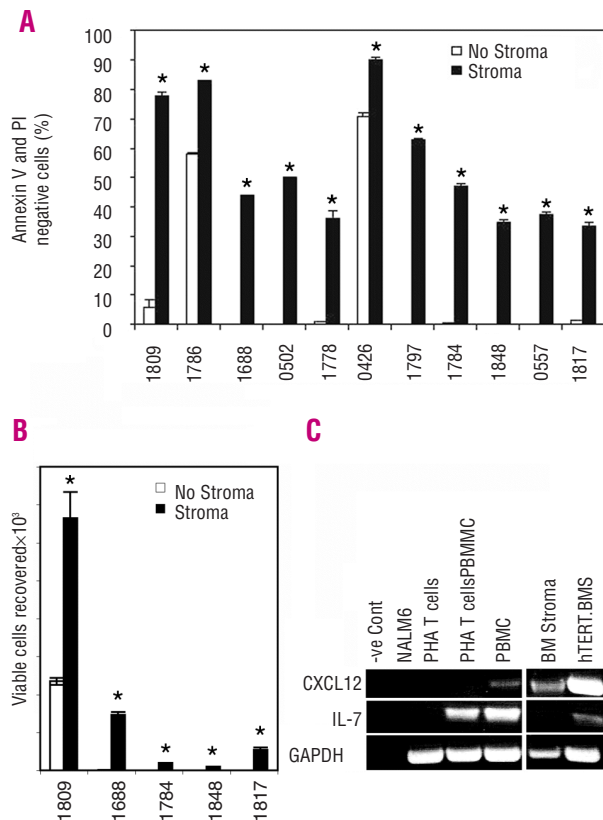 A
Annexin V and PI
negative cells (%)
100
90
80
70
60
50
40
30
20
10
0
No Stroma
Stroma
* * * * * * * * * * *
1809 1786 1688 0502 1778 0426 1797 1784 1848 0557 1817
B
Viable cells recovered×10³
No Stroma
Stroma
* * * * *
1809 1688 1784 1848 1817
C
-ve Cont
NALM6
PHA T cells
PHA T cellsPBMMC
PBMC
BM Stroma
hTERT.BMS
CXCL12
IL-7
GAPDH